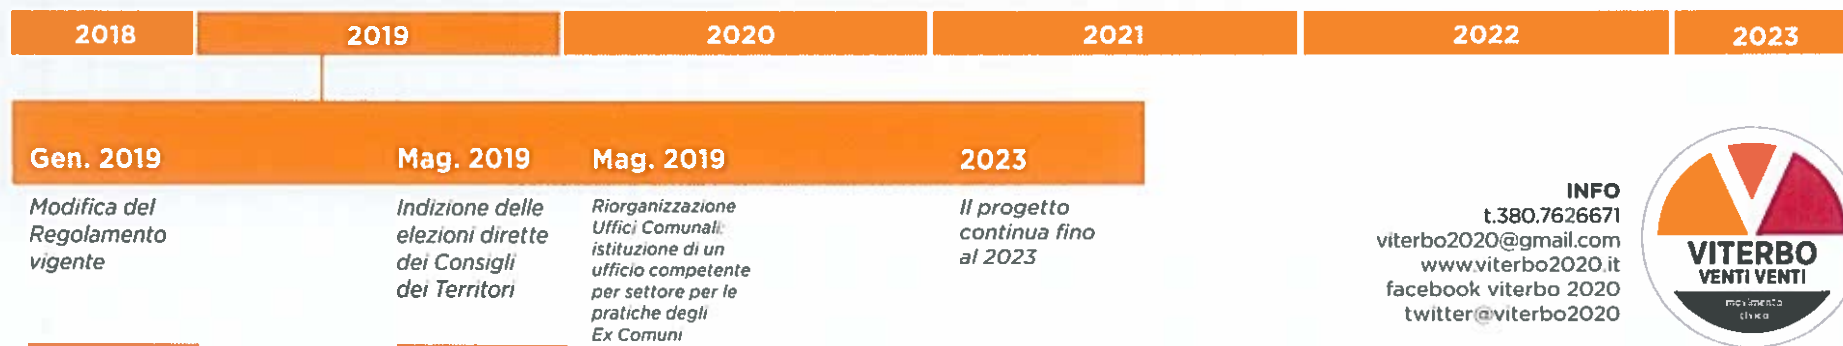 2018 2019 2020 2021 2022 2023
Gen. 2019 Mag. 2019 Mag. 2019 2023
Modifica del
Regolamento
vigente
Indizione delle
elezioni dirette
dei Consigli
dei Territori
Riorganizzazione
Uffici Comunali:
istituzione di un
ufficio competente
per settore per le
pratiche degli
Ex Comuni
Il progetto
continua fino
al 2023
INFO
t.380.7626671
viterbo2020@gmail.com
www.viterbo2020.it
facebook viterbo 2020
twitter@viterbo2020
VITERBO
VENTI VENTI
movimento
civico